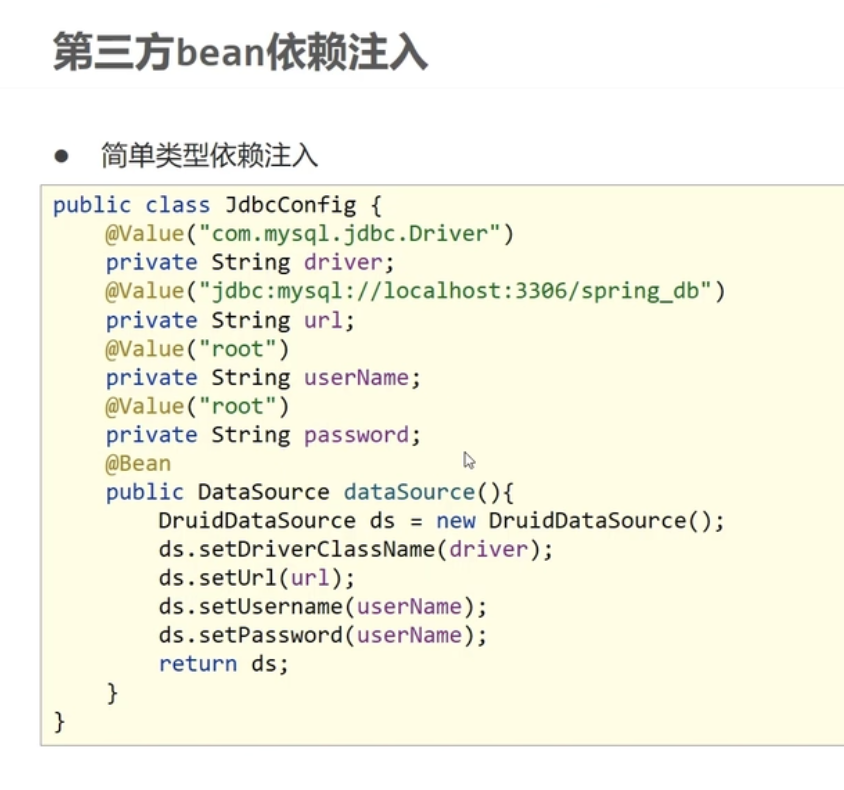 第三方bean依赖注入
● 简单类型依赖注入
public class JdbcConfig {
    @Value("com.mysql.jdbc.Driver")
    private String driver;
    @Value("jdbc:mysql://localhost:3306/spring_db")
    private String url;
    @Value("root")
    private String userName;
    @Value("root")
    private String password;
    @Bean
    public DataSource dataSource(){
        DruidDataSource ds = new DruidDataSource();
        ds.setDriverClassName(driver);
        ds.setUrl(url);
        ds.setUsername(userName);
        ds.setPassword(userName);
        return ds;
    }
}